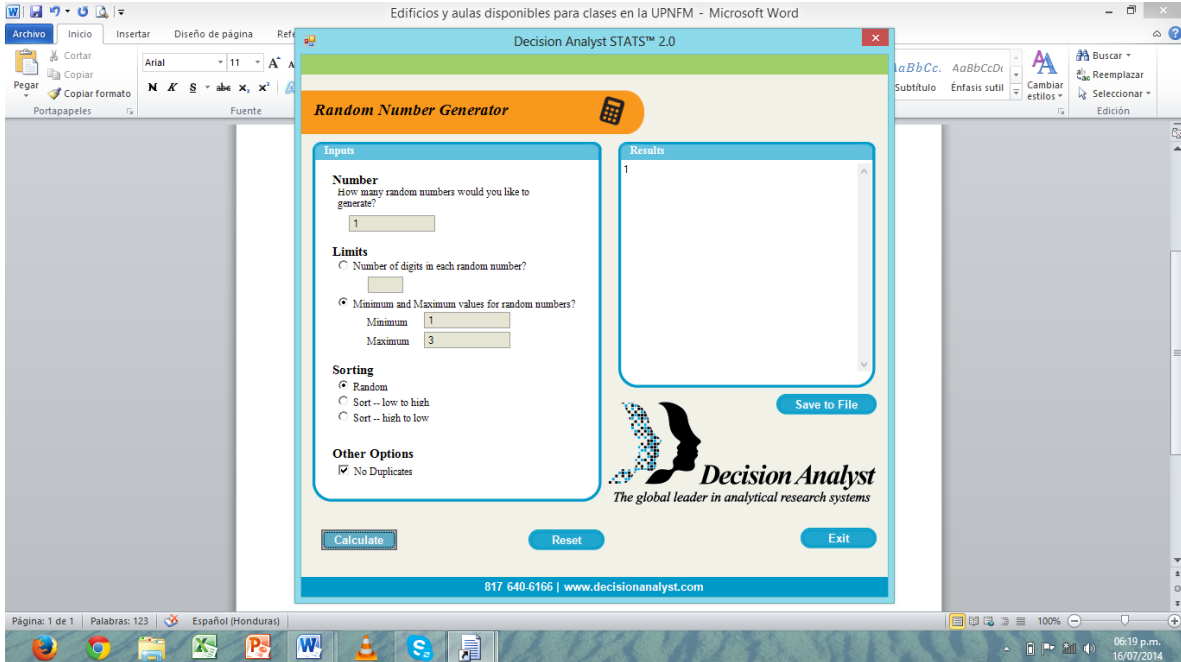 Edificios y aulas disponibles para clases en la UPNFM - Microsoft Word
Archivo Inicio Insertar Diseño de página
Cortar
Copiar
Copiar formato
Pegar
Portapapeles
Arial 11
N K S abc x₂ x²
Fuente
AaBbCcDc
Subtítulo Énfasis sutil
Cambiar estilos
Buscar
Reemplazar
Seleccionar
Edición
Decision Analyst STATS™ 2.0
Random Number Generator
Inputs
Number
How many random numbers would you like to
generate?
1
Limits
Number of digits in each random number?
Minimum and Maximum values for random numbers?
Minimum 1
Maximum 3
Sorting
Random
Sort -- low to high
Sort -- high to low
Other Options
No Duplicates
Results
1
Save to File
Decision Analyst
The global leader in analytical research systems
Calculate Reset Exit
817 640-6166 | www.decisionanalyst.com
Página: 1 de 1 Palabras: 123 Español (Honduras) 100%
06:19 p.m.
16/07/2014